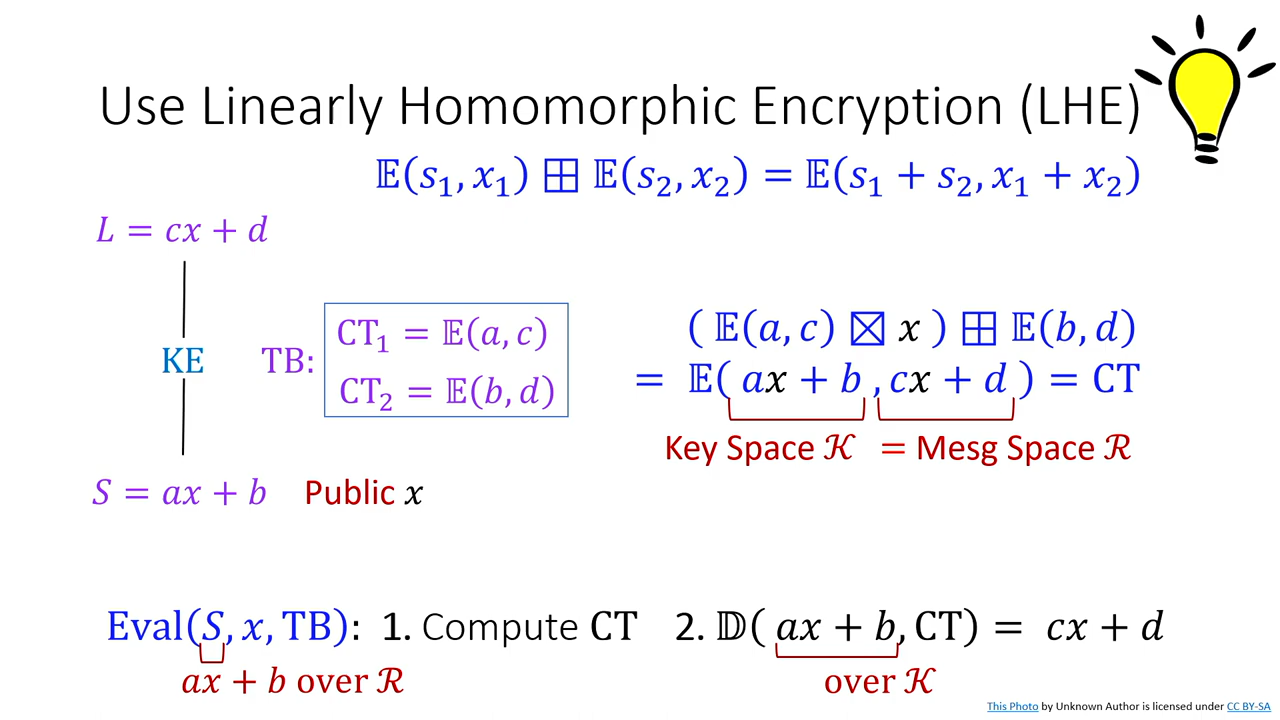 Use Linearly Homomorphic Encryption (LHE)
𝔼(s₁, x₁) ⊞ 𝔼(s₂, x₂) = 𝔼(s₁ + s₂, x₁ + x₂)
L = cx + d
KE
TB:
CT₁ = 𝔼(a, c)
CT₂ = 𝔼(b, d)
( 𝔼(a, c) ⊠ x ) ⊞ 𝔼(b, d)
= 𝔼( ax + b , cx + d ) = CT
Key Space 𝒦 = Mesg Space ℛ
S = ax + b Public x
Eval(S, x, TB): 1. Compute CT 2. 𝔻( ax + b, CT) = cx + d
ax + b over ℛ
over 𝒦
This Photo by Unknown Author is licensed under CC BY-SA